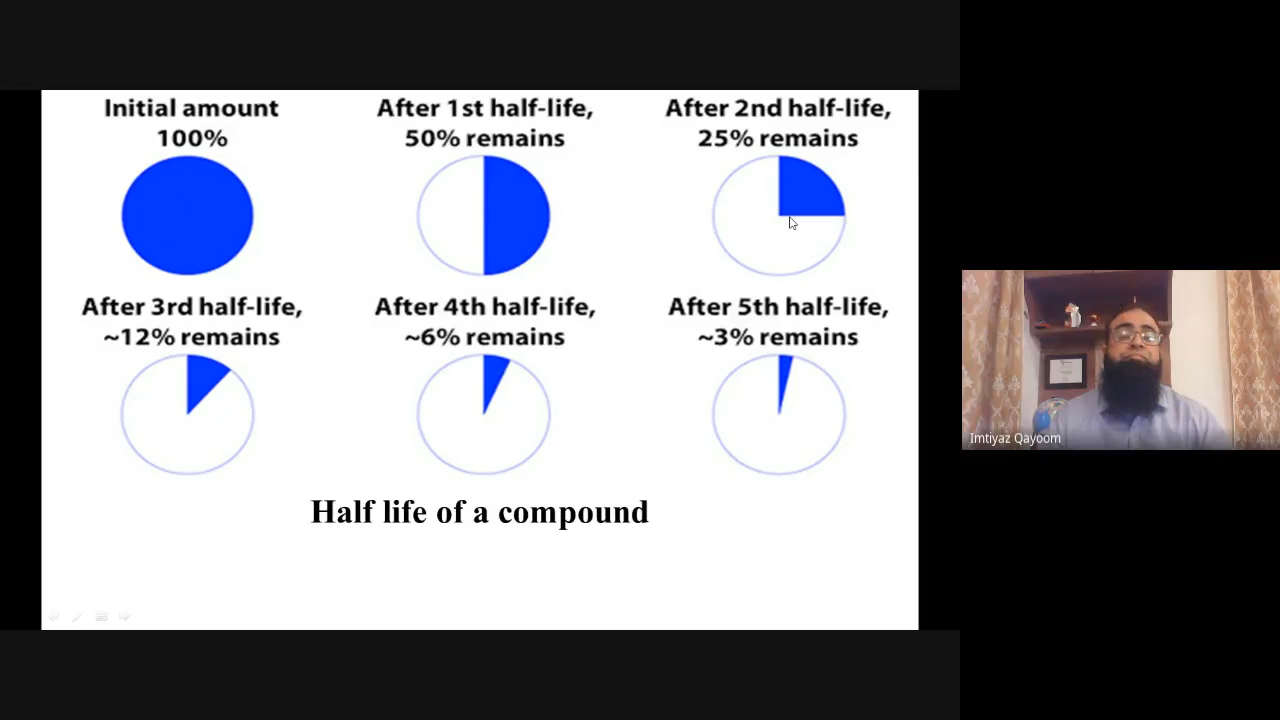 Initial amount
100%
After 1st half-life,
50% remains
After 2nd half-life,
25% remains
After 3rd half-life,
~12% remains
After 4th half-life,
~6% remains
After 5th half-life,
~3% remains
Half life of a compound
Imtiyaz Qayoom